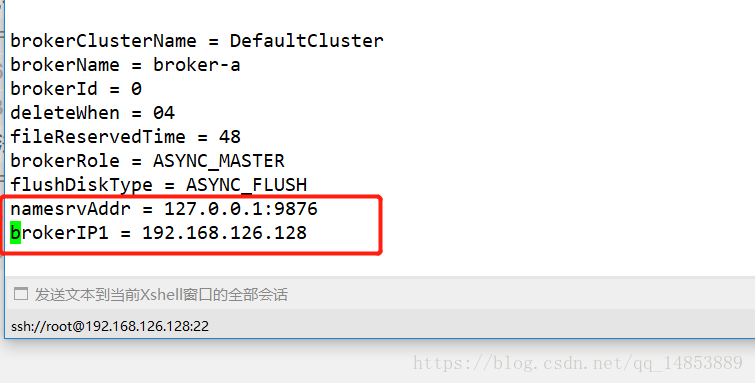 brokerClusterName = DefaultCluster
brokerName = broker-a
brokerId = 0
deleteWhen = 04
fileReservedTime = 48
brokerRole = ASYNC_MASTER
flushDiskType = ASYNC_FLUSH
namesrvAddr = 127.0.0.1:9876
brokerIP1 = 192.168.126.128
发送文本到当前Xshell窗口的全部会话
ssh://root@192.168.126.128:22
https://blog.csdn.net/qq_14853889